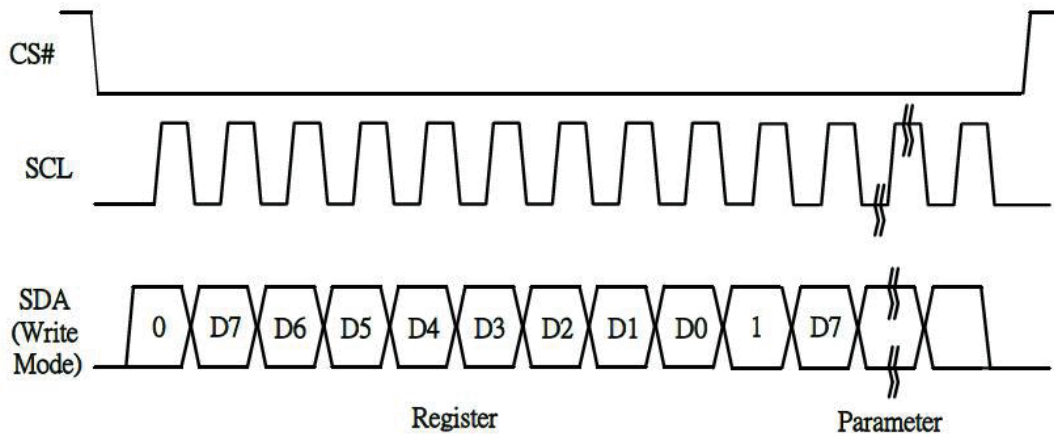 CS#
SCL
SDA
(Write
Mode)
0 D7 D6 D5 D4 D3 D2 D1 D0 1 D7
Register Parameter